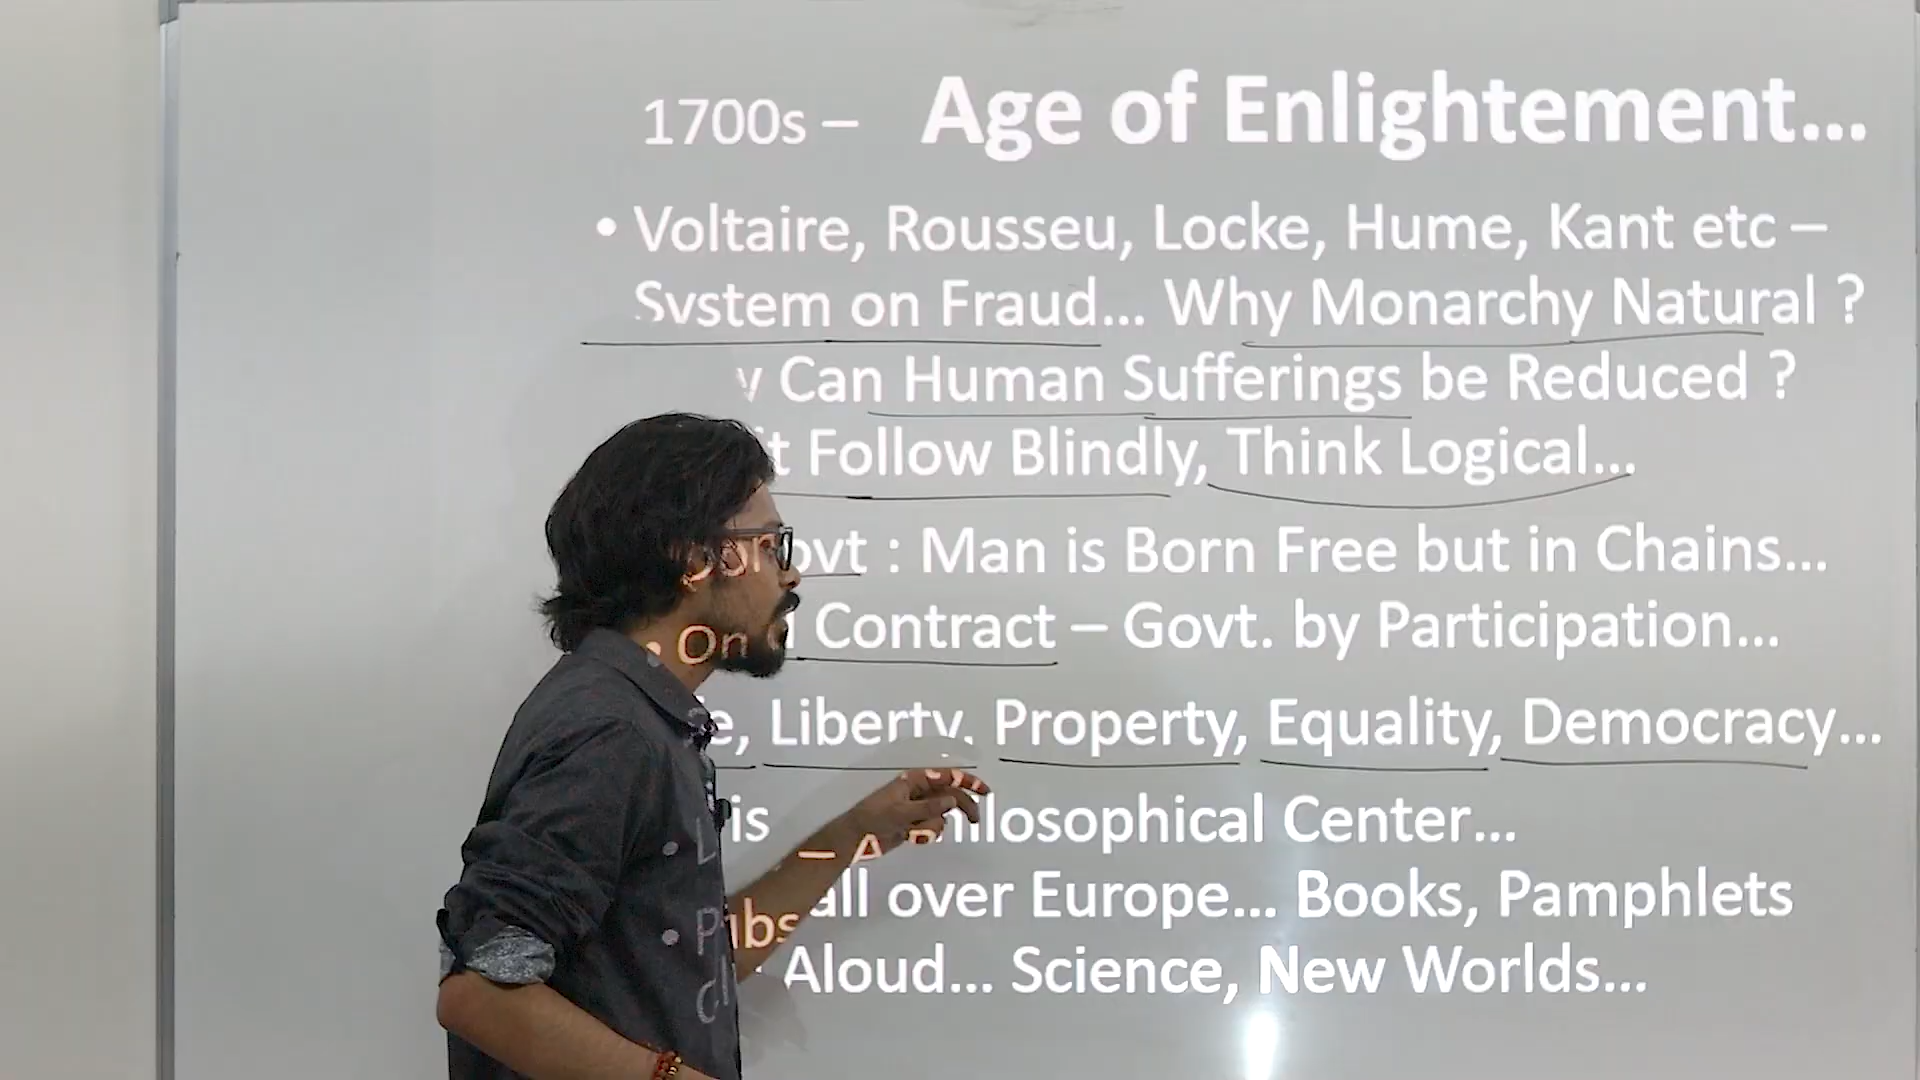 1700s – Age of Enlightement...
• Voltaire, Rousseu, Locke, Hume, Kant etc –
System on Fraud... Why Monarchy Natural ?
Can Human Sufferings be Reduced ?
Follow Blindly, Think Logical...
: Man is Born Free but in Chains...
• On Contract – Govt. by Participation...
Liberty, Property, Equality, Democracy...
Center...
all over Europe... Books, Pamphlets
Aloud... Science, New Worlds...